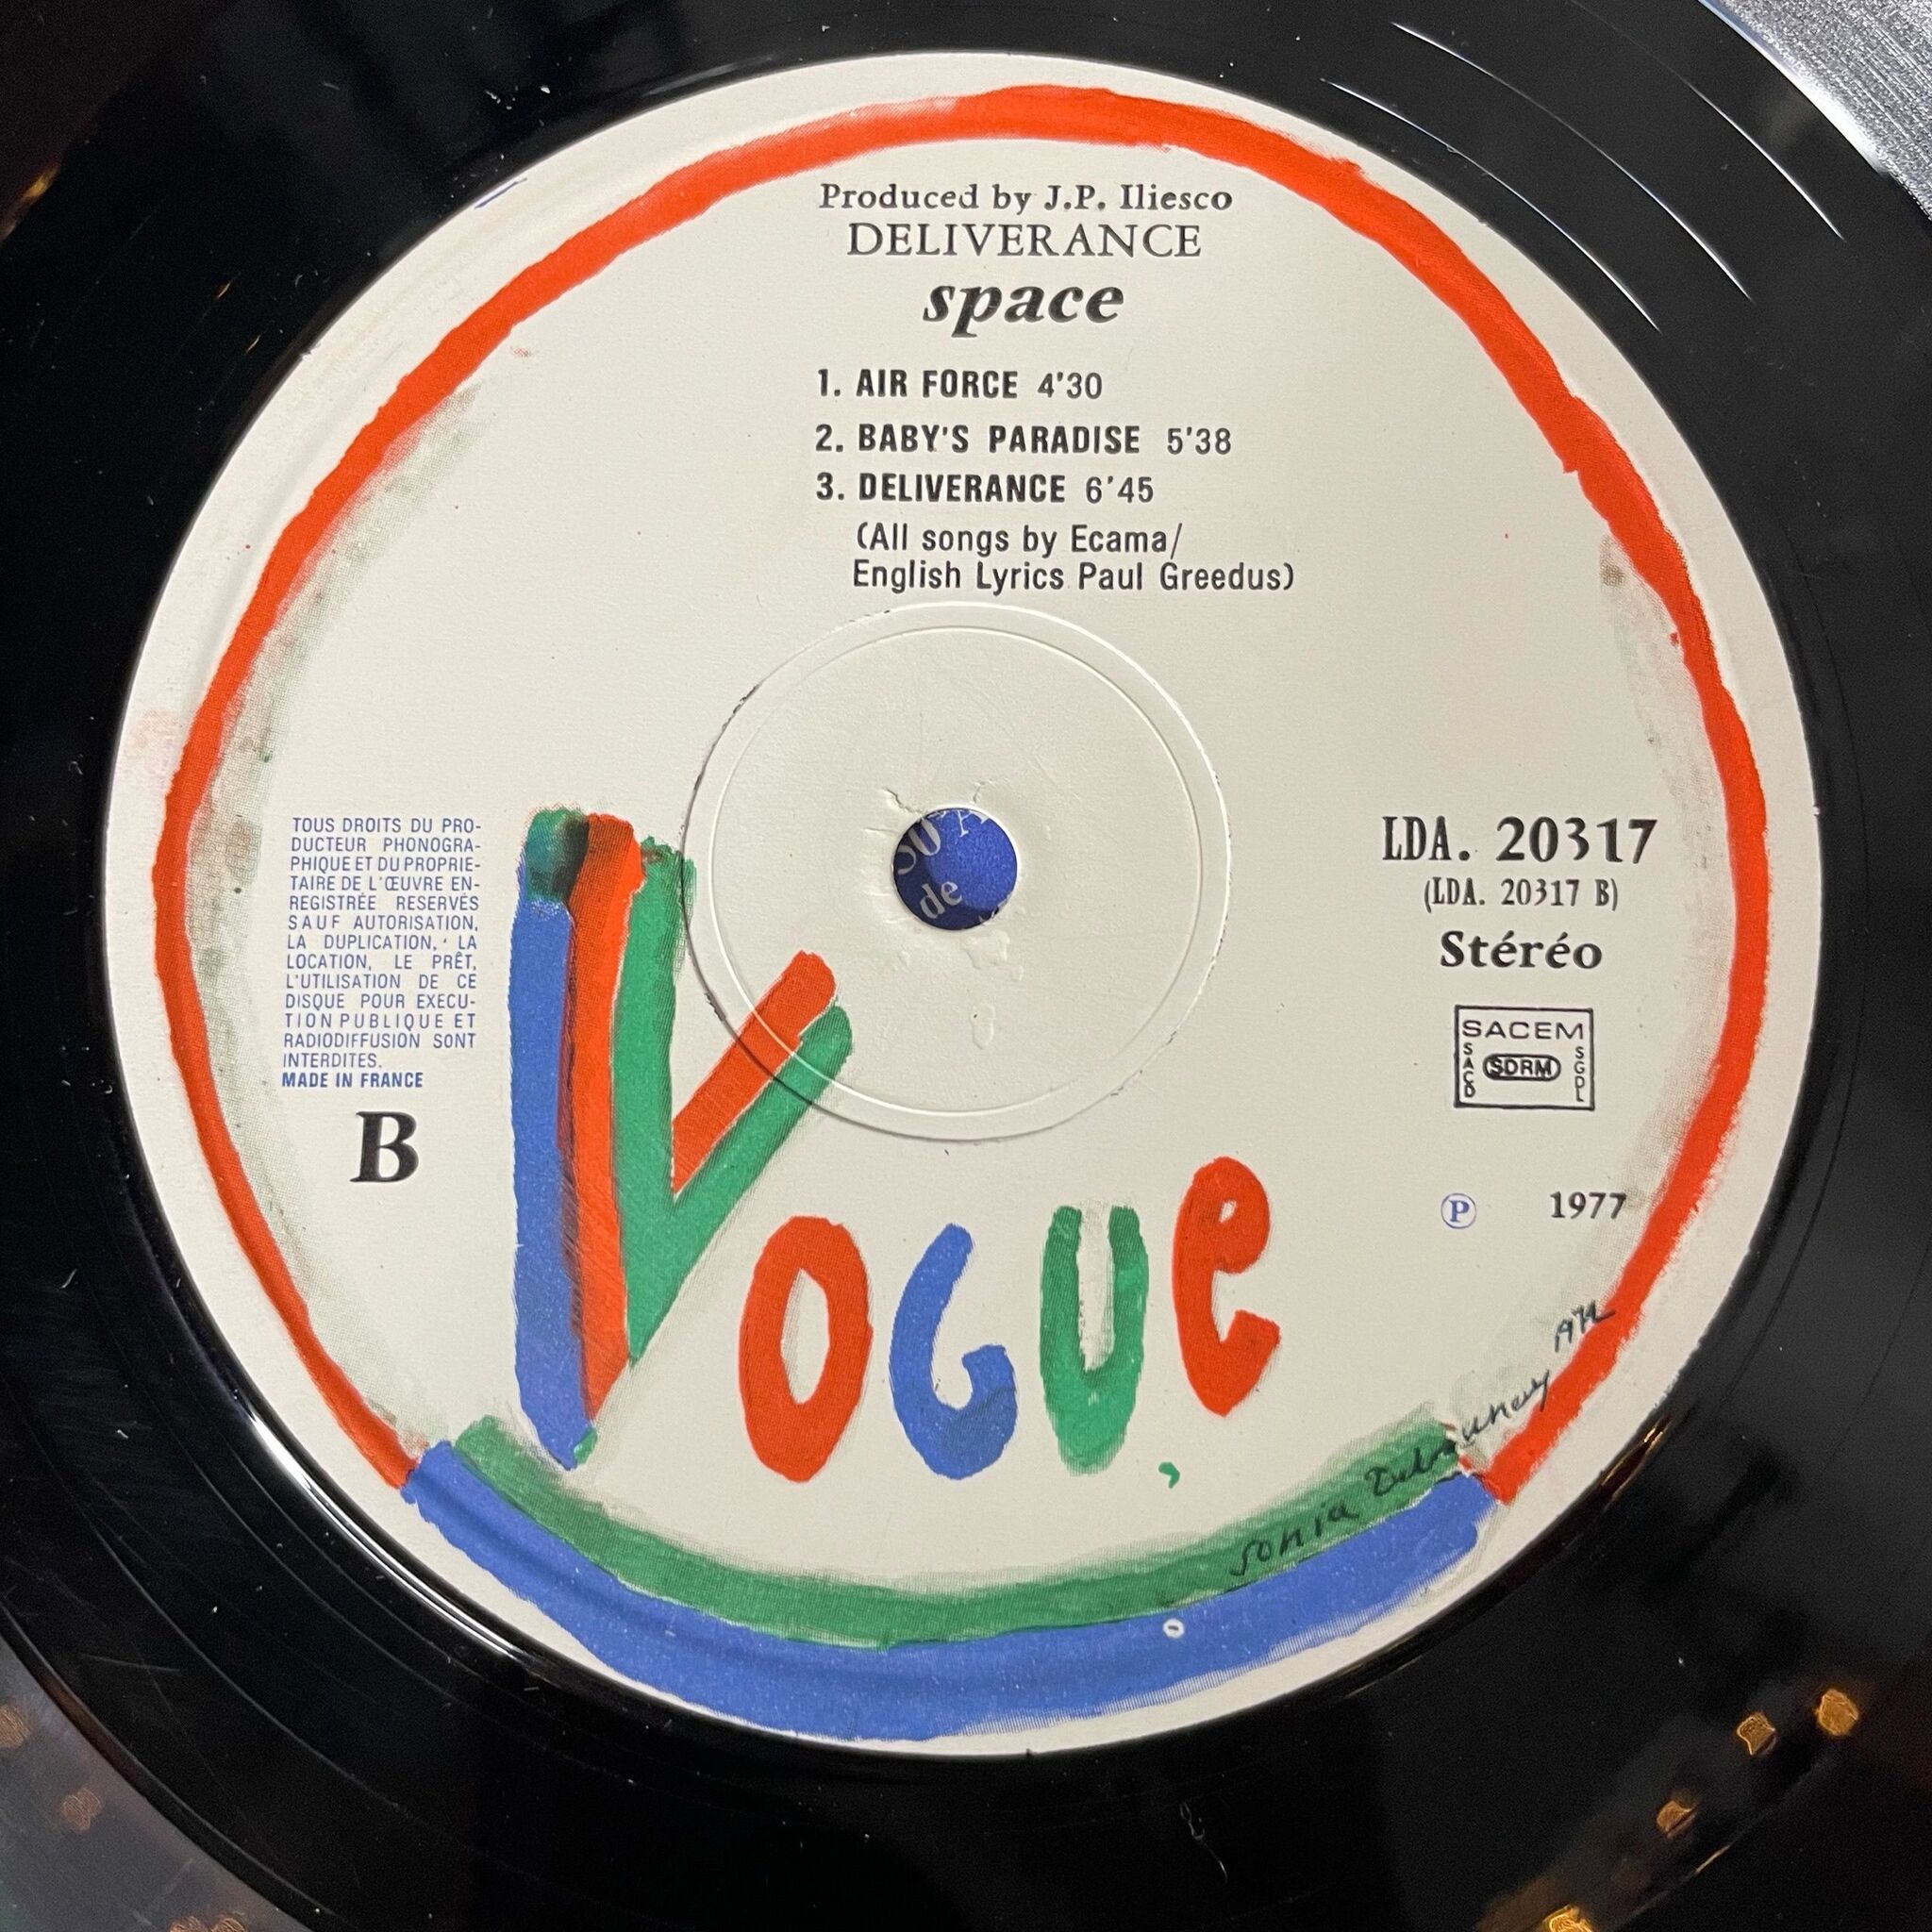 Produced by J.P. Iliesco
DELIVERANCE
space
1. AIR FORCE 4'30
2. BABY'S PARADISE 5'38
3. DELIVERANCE 6'45
(All songs by Ecama/
English Lyrics Paul Greedus)
TOUS DROITS DU PRO-
DUCTEUR PHONOGRA-
PHIQUE ET DU PROPRIE-
TAIRE DE L'ŒUVRE EN-
REGISTRÉE RESERVÉS
SAUF AUTORISATION,
LA DUPLICATION, LA
LOCATION, LE PRÊT,
L'UTILISATION DE CE
DISQUE POUR EXECU-
TION PUBLIQUE ET
RADIODIFFUSION SONT
INTERDITES.
MADE IN FRANCE
B
de
LDA. 20317
(LDA. 20317 B)
Stéréo
SACEM
SACD
SDRM
SGDL
℗ 1977
VOGUe
Sonia Delaunay 1972